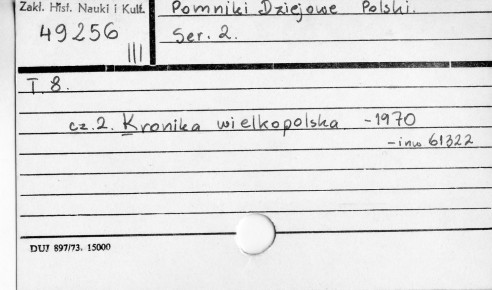 Zakł. Hist. Nauki i Kult.
49256
III
Pomniki Dziejowe Polski.
Ser. 2.
T. 8.
cz. 2. Kronika wielkopolska - 1970
- inw 61322
DUJ 897/73. 15000